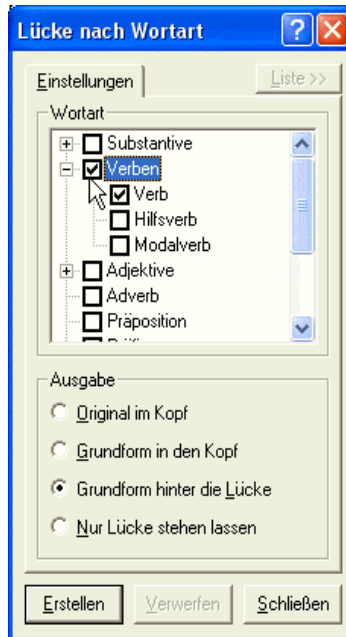 Lücke nach Wortart
Einstellungen
Liste >>
Wortart
Substantive
Verben
Verb
Hilfsverb
Modalverb
Adjektive
Adverb
Präposition
Ausgabe
Original im Kopf
Grundform in den Kopf
Grundform hinter die Lücke
Nur Lücke stehen lassen
Erstellen Verwerfen Schließen